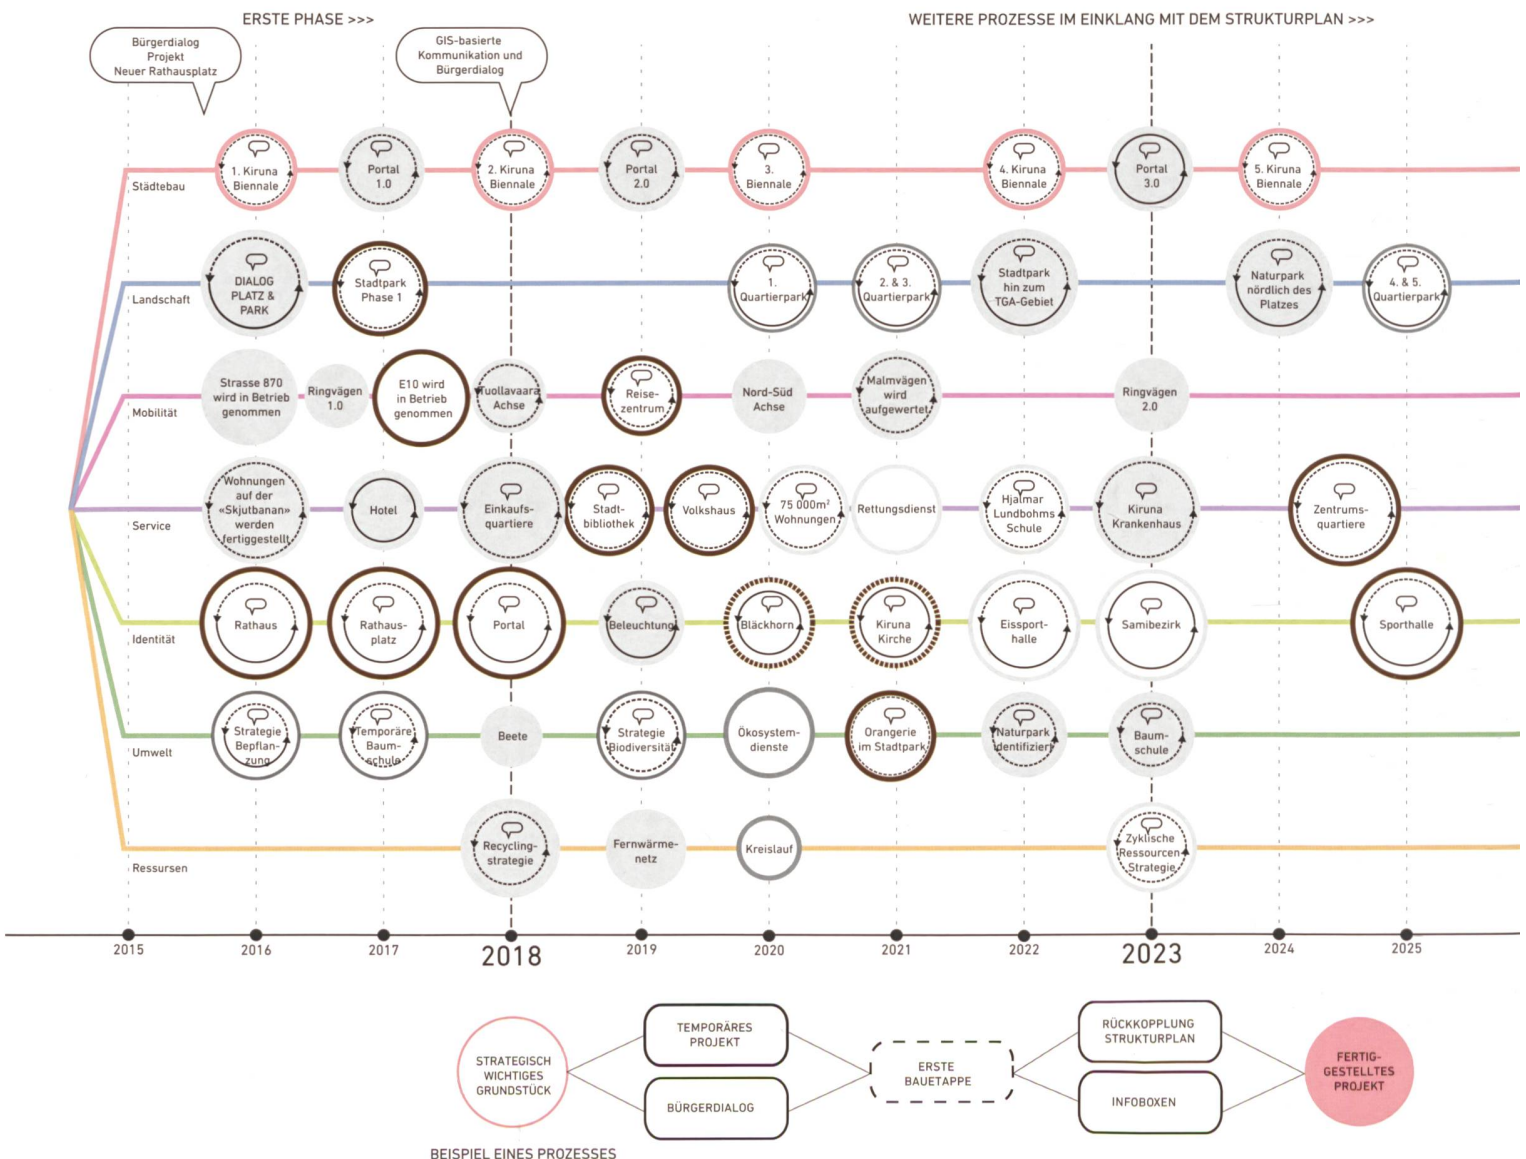 ERSTE PHASE >>>
WEITERE PROZESSE IM EINKLANG MIT DEM STRUKTURPLAN >>>
Bürgerdialog
Projekt
Neuer Rathausplatz
GIS-basierte
Kommunikation und
Bürgerdialog
Städtebau
1. Kiruna
Biennale
Portal
1.0
2. Kiruna
Biennale
Portal
2.0
3.
Biennale
4. Kiruna
Biennale
Portal
3.0
5. Kiruna
Biennale
Landschaft
DIALOG
PLATZ &
PARK
Stadtpark
Phase 1
1.
Quartierpark
2. & 3.
Quartierpark
Stadtpark
hin zum
TGA-Gebiet
Naturpark
nördlich des
Platzes
4. & 5.
Quartierpark
Mobilität
Strasse 870
wird in Betrieb
genommen
Ringvägen
1.0
E10 wird
in Betrieb
genommen
Tuollavaara
Achse
Reise-
zentrum
Nord-Süd
Achse
Malmvägen
wird
aufgewertet
Ringvägen
2.0
Service
Wohnungen
auf der
«Skjutbanan»
werden
fertiggestellt
Hotel
Einkaufs-
quartiere
Stadt-
bibliothek
Volkshaus
75 000m²
Wohnungen
Rettungsdienst
Hjalmar
Lundbohms
Schule
Kiruna
Krankenhaus
Zentrums-
quartiere
Identität
Rathaus
Rathaus-
platz
Portal
Beleuchtung
Bläckhorn
Kiruna
Kirche
Eissport-
halle
Samibezirk
Sporthalle
Umwelt
Strategie
Bepflan-
zung
Temporäre
Baum-
schule
Beete
Strategie
Biodiversität
Ökosystem-
dienste
Orangerie
im Stadtpark
Naturpark
identifiziert
Baum-
schule
Ressursen
Recycling-
strategie
Fernwärme-
netz
Kreislauf
Zyklische
Ressourcen
Strategie
2015
2016
2017
2018
2019
2020
2021
2022
2023
2024
2025
STRATEGISCH
WICHTIGES
GRUNDSTÜCK
TEMPORÄRES
PROJEKT
BÜRGERDIALOG
ERSTE
BAUETAPPE
RÜCKKOPPLUNG
STRUKTURPLAN
INFOBOXEN
FERTIG-
GESTELLTES
PROJEKT
BEISPIEL EINES PROZESSES